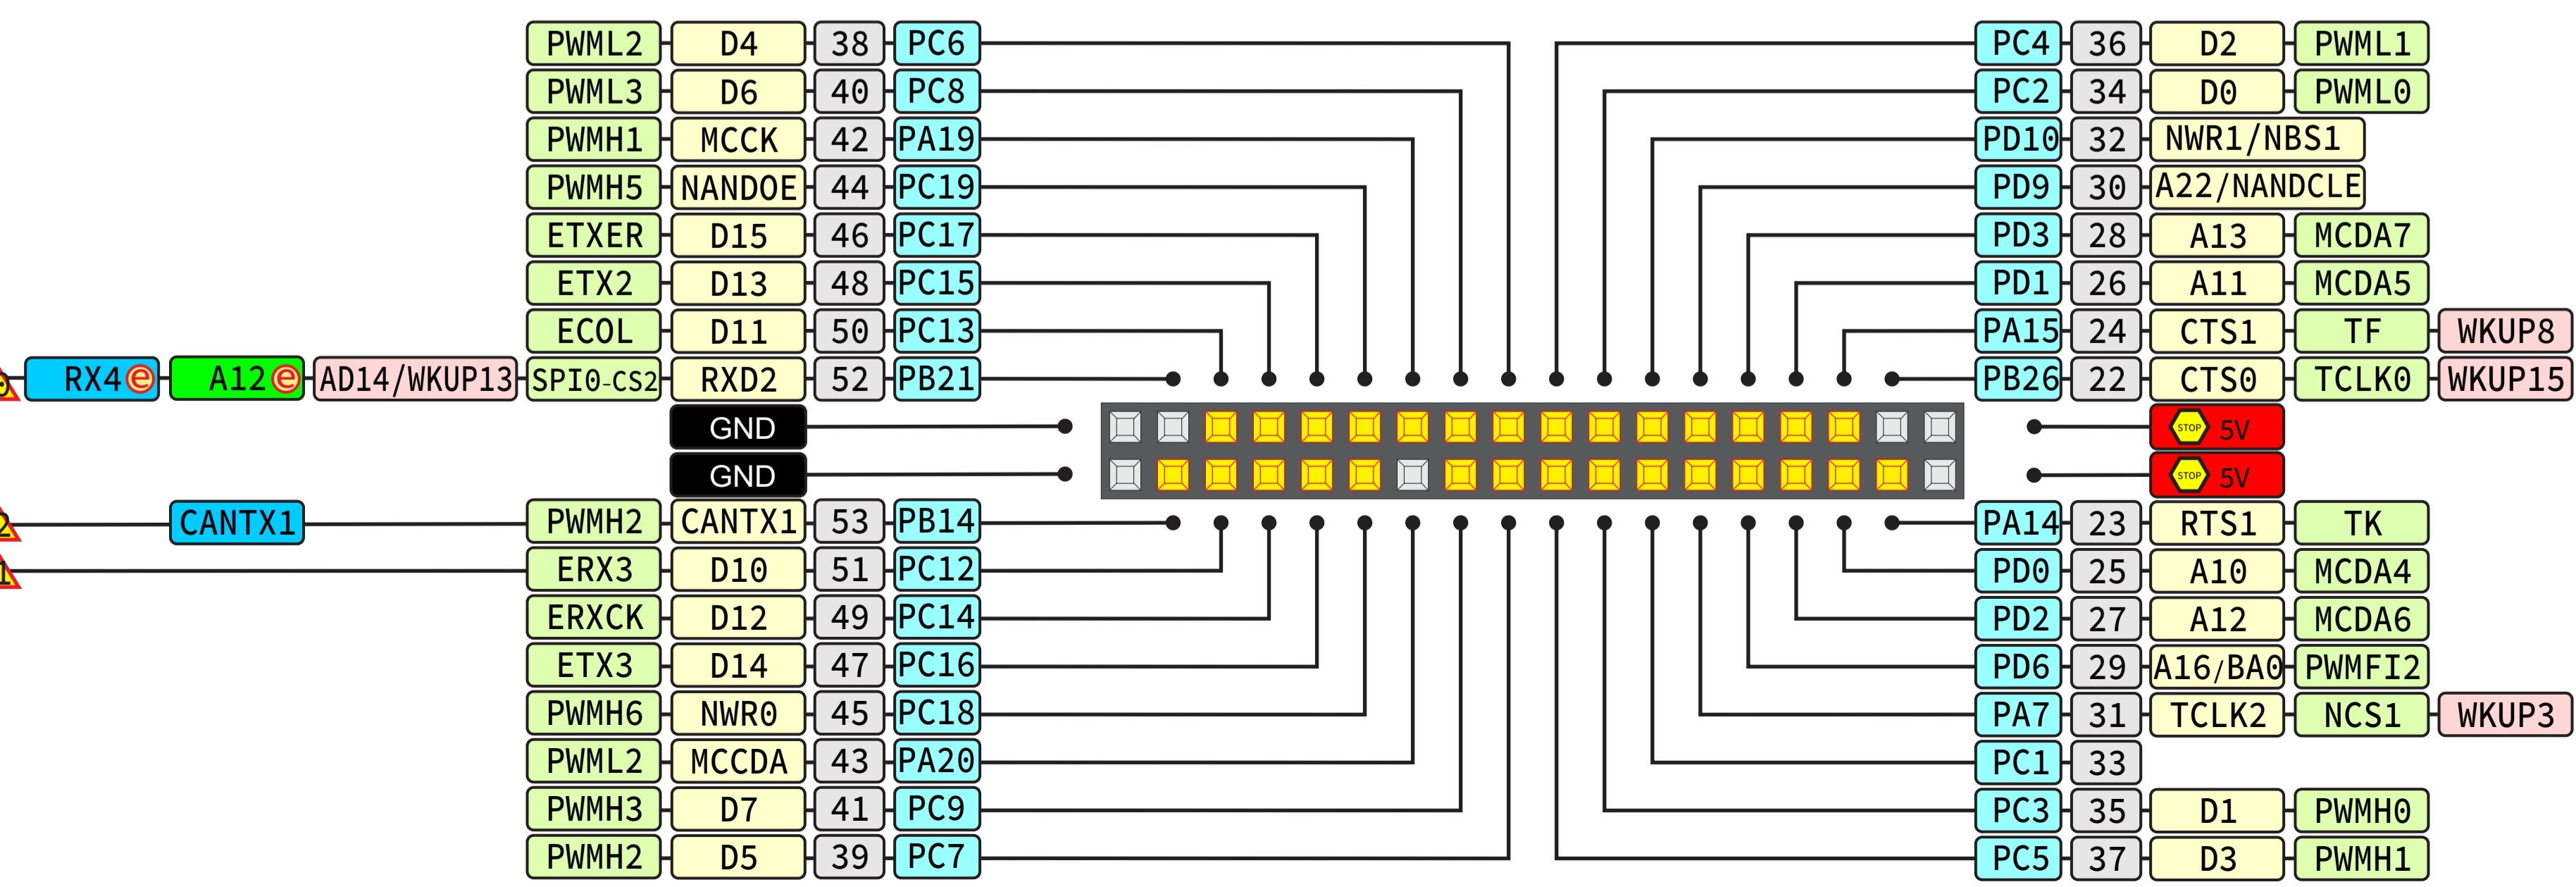 PWML2 D4 38 PC6 PC4 36 D2 PWML1
PWML3 D6 40 PC8 PC2 34 D0 PWML0
PWMH1 MCCK 42 PA19 PD10 32 NWR1/NBS1
PWMH5 NANDOE 44 PC19 PD9 30 A22/NANDCLE
ETXER D15 46 PC17 PD3 28 A13 MCDA7
ETX2 D13 48 PC15 PD1 26 A11 MCDA5
ECOL D11 50 PC13 PA15 24 CTS1 TF WKUP8
RX4 e A12 e AD14/WKUP13 SPI0-CS2 RXD2 52 PB21 PB26 22 CTS0 TCLK0 WKUP15
GND STOP 5V
GND STOP 5V
2 CANTX1 PWMH2 CANTX1 53 PB14 PA14 23 RTS1 TK
1 ERX3 D10 51 PC12 PD0 25 A10 MCDA4
ERXCK D12 49 PC14 PD2 27 A12 MCDA6
ETX3 D14 47 PC16 PD6 29 A16/BA0 PWMFI2
PWMH6 NWR0 45 PC18 PA7 31 TCLK2 NCS1 WKUP3
PWML2 MCCDA 43 PA20 PC1 33
PWMH3 D7 41 PC9 PC3 35 D1 PWMH0
PWMH2 D5 39 PC7 PC5 37 D3 PWMH1